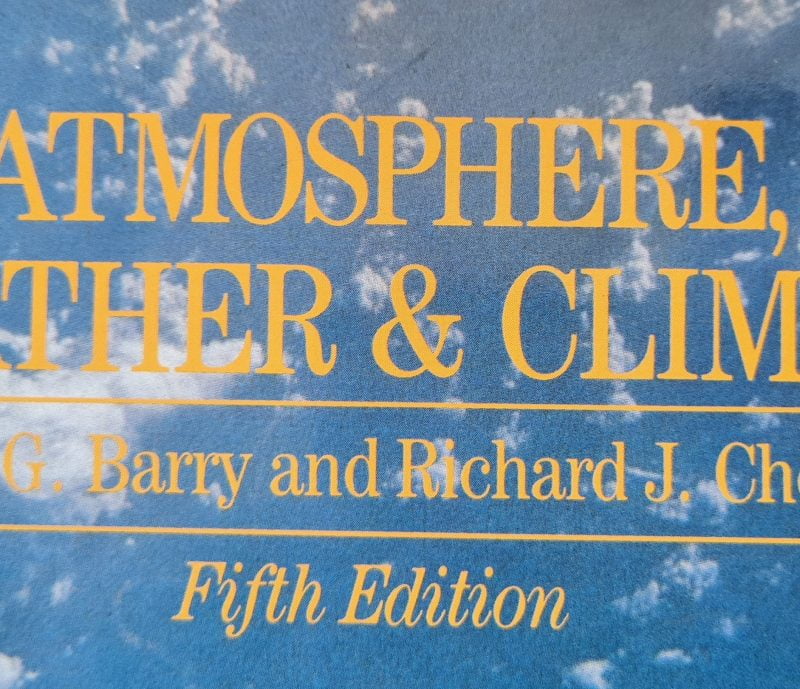 ATMOSPHERE,
THER & CLIM
G. Barry and Richard J. Ch
Fifth Edition